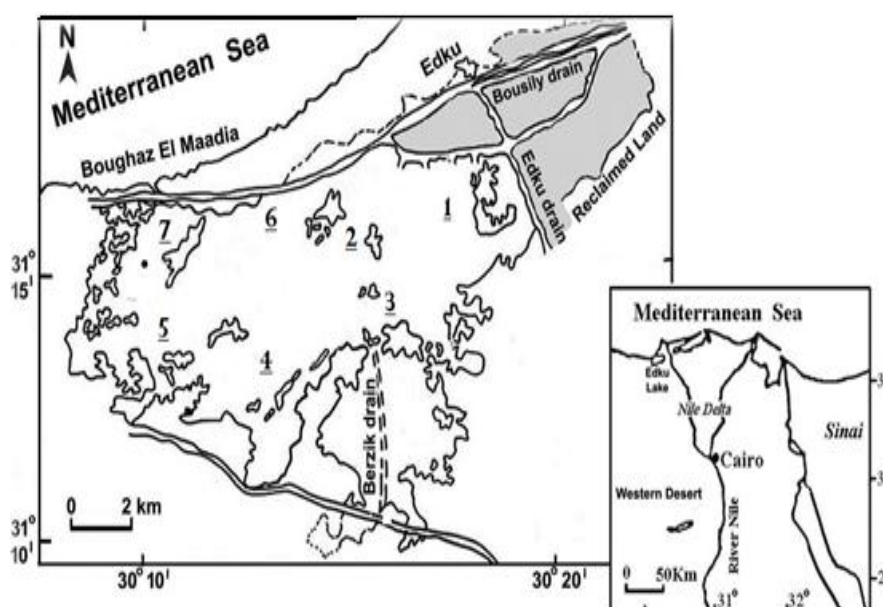 N
Mediterranean Sea
Edku
Bousily drain
Boughaz El Maadia
Edku drain
Reclaimed Land
1
6
2
7
31°
15\
3
5
4
Berzik drain
0 2 km
31°
10\
30° 10\
30° 20\
Mediterranean Sea
Edku
Lake
Nile Delta
Sinai
Cairo
Western Desert
River Nile
0 50Km
31°
32°